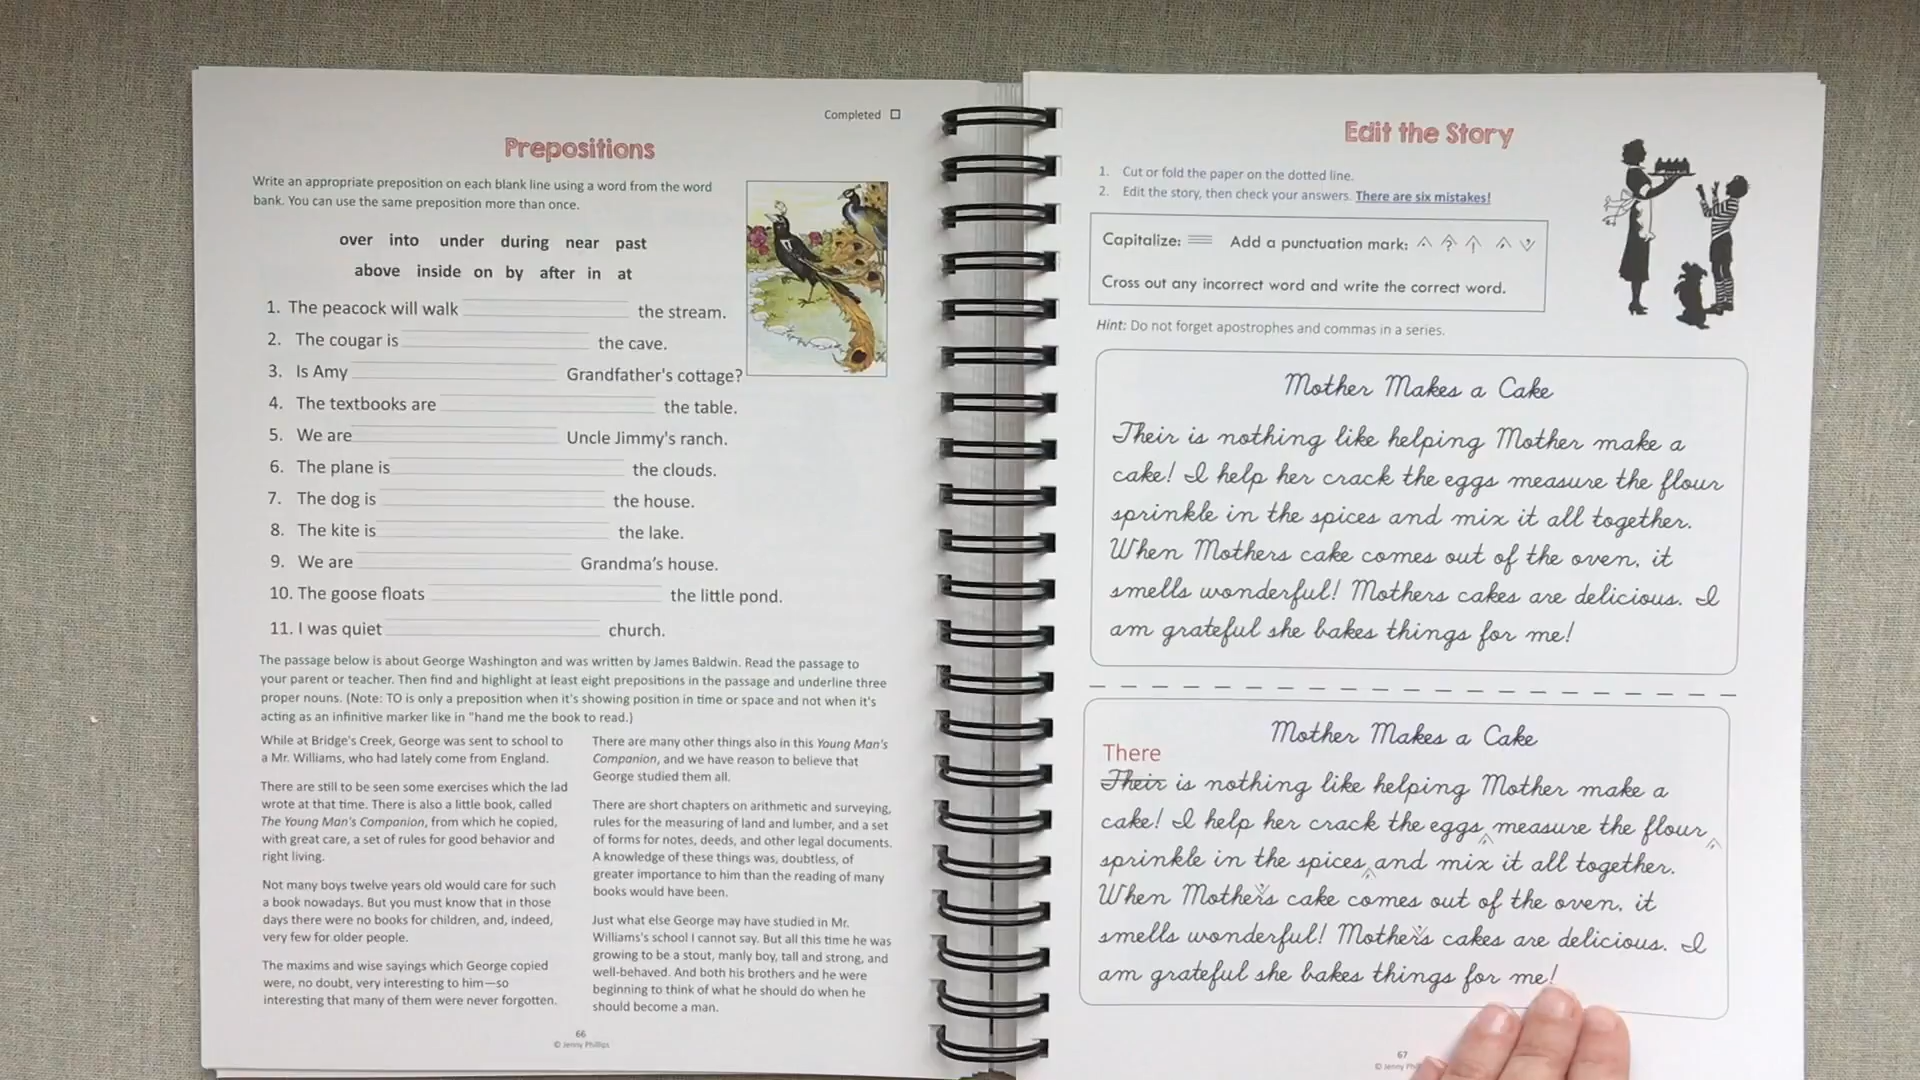 Completed ☐
Prepositions
Write an appropriate preposition on each blank line using a word from the word
bank. You can use the same preposition more than once.
over into under during near past
above inside on by after in at
1. The peacock will walk the stream.
2. The cougar is the cave.
3. Is Amy Grandfather's cottage?
4. The textbooks are the table.
5. We are Uncle Jimmy's ranch.
6. The plane is the clouds.
7. The dog is the house.
8. The kite is the lake.
9. We are Grandma's house.
10. The goose floats the little pond.
11. I was quiet church.
The passage below is about George Washington and was written by James Baldwin. Read the passage to
your parent or teacher. Then find and highlight at least eight prepositions in the passage and underline three
proper nouns. (Note: TO is only a preposition when it's showing position in time or space and not when it's
acting as an infinitive marker like in "hand me the book to read.)
While at Bridge's Creek, George was sent to school to
a Mr. Williams, who had lately come from England.
There are still to be seen some exercises which the lad
wrote at that time. There is also a little book, called
The Young Man's Companion, from which he copied,
with great care, a set of rules for good behavior and
right living.
Not many boys twelve years old would care for such
a book nowadays. But you must know that in those
days there were no books for children, and, indeed,
very few for older people.
The maxims and wise sayings which George copied
were, no doubt, very interesting to him—so
interesting that many of them were never forgotten.
There are many other things also in this Young Man's
Companion, and we have reason to believe that
George studied them all.
There are short chapters on arithmetic and surveying,
rules for the measuring of land and lumber, and a set
of forms for notes, deeds, and other legal documents.
A knowledge of these things was, doubtless, of
greater importance to him than the reading of many
books would have been.
Just what else George may have studied in Mr.
Williams's school I cannot say. But all this time he was
growing to be a stout, manly boy, tall and strong, and
well-behaved. And both his brothers and he were
beginning to think of what he should do when he
should become a man.
66
© Jenny Phillips
Edit the Story
1. Cut or fold the paper on the dotted line.
2. Edit the story, then check your answers. There are six mistakes!
Capitalize: Add a punctuation mark:
Cross out any incorrect word and write the correct word.
Hint: Do not forget apostrophes and commas in a series.
Mother Makes a Cake
Their is nothing like helping Mother make a
cake! I help her crack the eggs measure the flour
sprinkle in the spices and mix it all together.
When Mothers cake comes out of the oven, it
smells wonderful! Mothers cakes are delicious. I
am grateful she bakes things for me!
Mother Makes a Cake
There
Their is nothing like helping Mother make a
cake! I help her crack the eggs, measure the flour,
sprinkle in the spices, and mix it all together.
When Mother's cake comes out of the oven, it
smells wonderful! Mother's cakes are delicious. I
am grateful she bakes things for me!
67
© Jenny